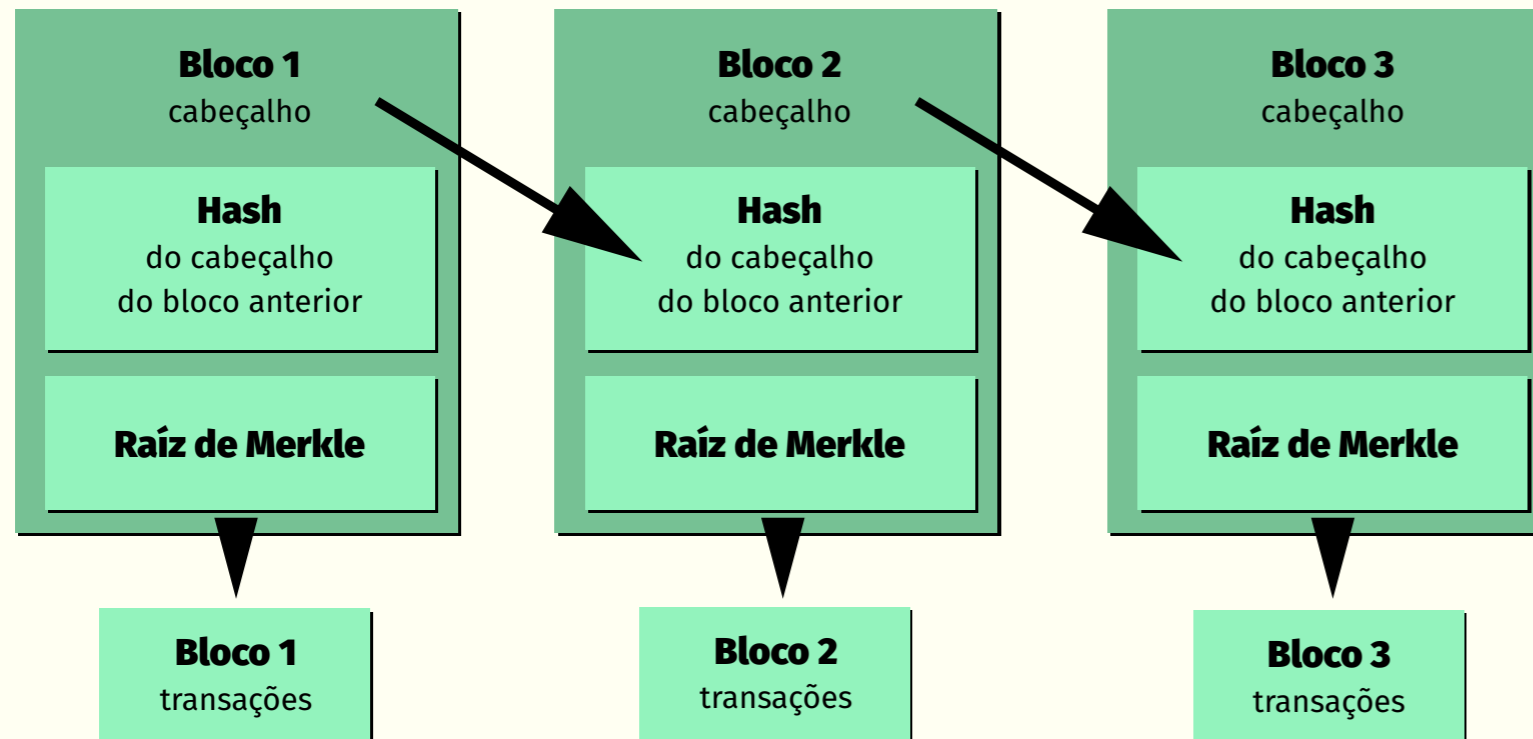 Bloco 1
cabeçalho
Hash
do cabeçalho
do bloco anterior
Raíz de Merkle
Bloco 1
transações
Bloco 2
cabeçalho
Hash
do cabeçalho
do bloco anterior
Raíz de Merkle
Bloco 2
transações
Bloco 3
cabeçalho
Hash
do cabeçalho
do bloco anterior
Raíz de Merkle
Bloco 3
transações